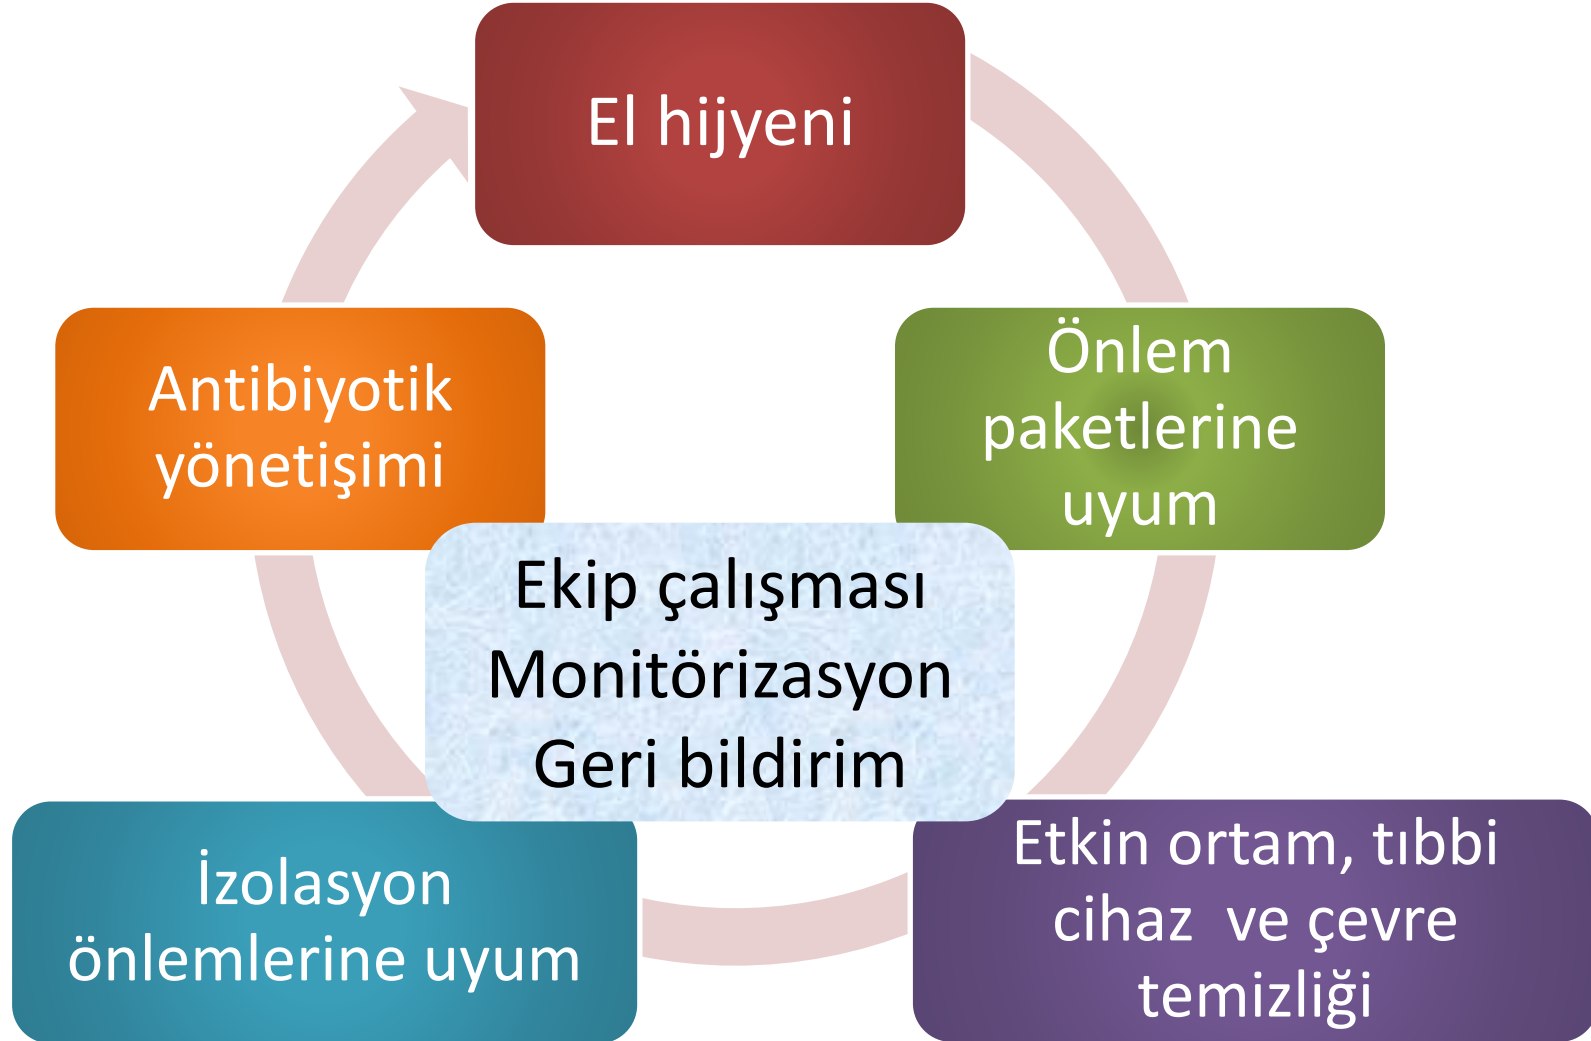 El hijyeni
Önlem
paketlerine
uyum
Etkin ortam, tıbbi
cihaz  ve çevre
temizliği
İzolasyon
önlemlerine uyum
Antibiyotik
yönetişimi
Ekip çalışması
Monitörizasyon
Geri bildirim